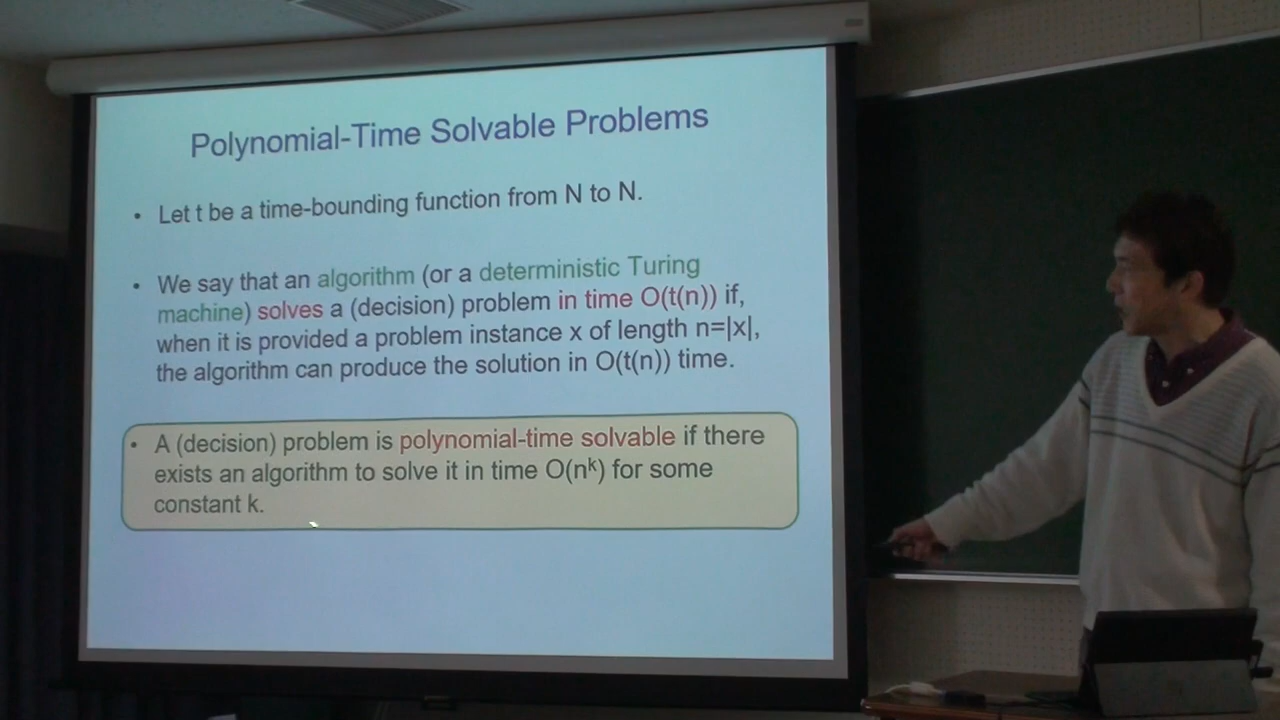 Polynomial-Time Solvable Problems
• Let t be a time-bounding function from N to N.
• We say that an algorithm (or a deterministic Turing
machine) solves a (decision) problem in time O(t(n)) if,
when it is provided a problem instance x of length n=|x|,
the algorithm can produce the solution in O(t(n)) time.
• A (decision) problem is polynomial-time solvable if there
exists an algorithm to solve it in time O(nᵏ) for some
constant k.